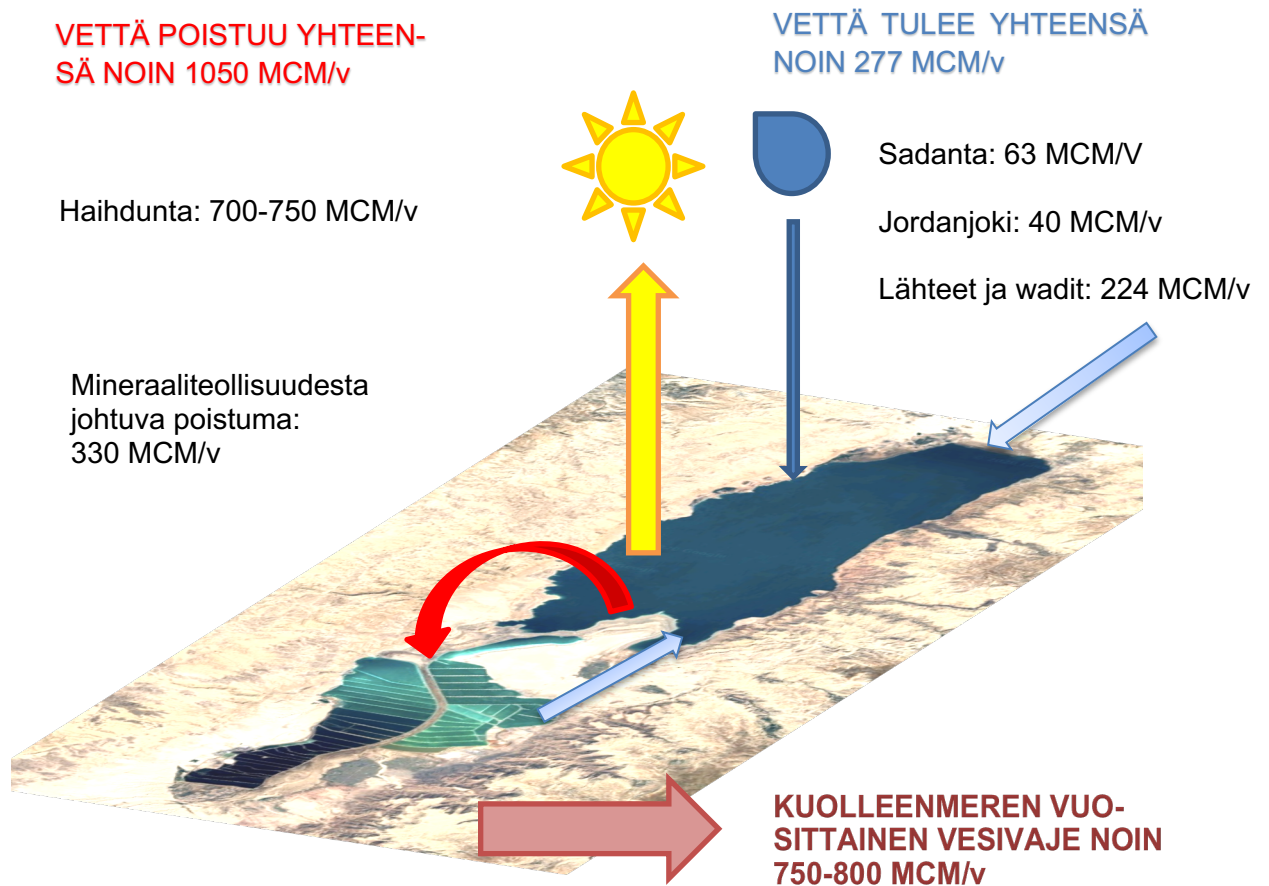 VETTÄ POISTUU YHTEEN-
SÄ NOIN 1050 MCM/v
VETTÄ TULEE YHTEENSÄ
NOIN 277 MCM/v
Haihdunta: 700-750 MCM/v
Sadanta: 63 MCM/V
Jordanjoki: 40 MCM/v
Lähteet ja wadit: 224 MCM/v
Mineraaliteollisuudesta
johtuva poistuma:
330 MCM/v
KUOLLEENMEREN VUO-
SITTAINEN VESIVAJE NOIN
750-800 MCM/v